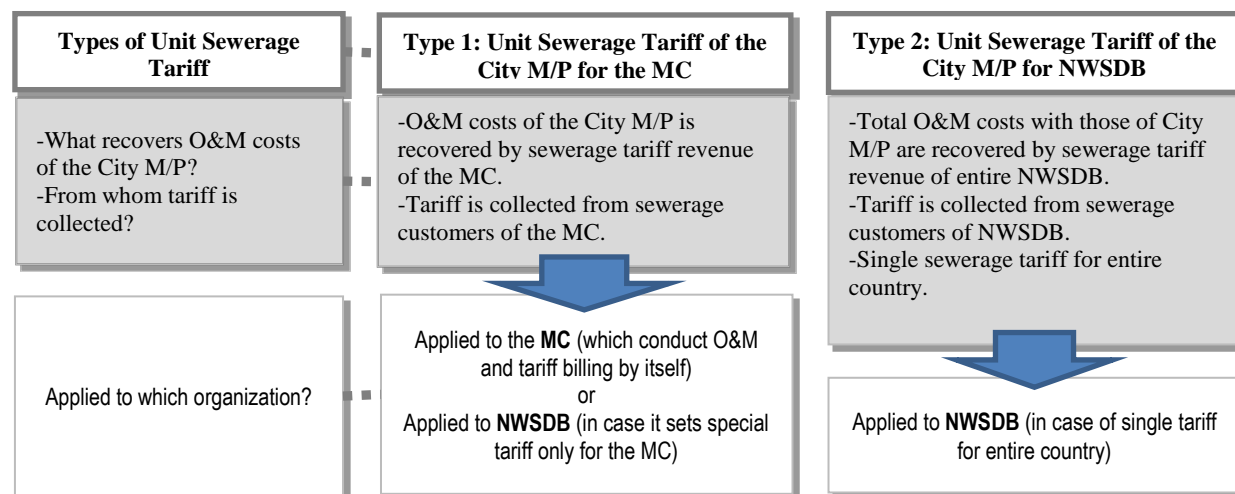 Types of Unit Sewerage
Tariff
-What recovers O&M costs
of the City M/P?
-From whom tariff is
collected?
Applied to which organization?
Type 1: Unit Sewerage Tariff of the
City M/P for the MC
-O&M costs of the City M/P is
recovered by sewerage tariff revenue
of the MC.
-Tariff is collected from sewerage
customers of the MC.
Applied to the MC (which conduct O&M
and tariff billing by itself)
or
Applied to NWSDB (in case it sets special
tariff only for the MC)
Type 2: Unit Sewerage Tariff of the
City M/P for NWSDB
-Total O&M costs with those of City
M/P are recovered by sewerage tariff
revenue of entire NWSDB.
-Tariff is collected from sewerage
customers of NWSDB.
-Single sewerage tariff for entire
country.
Applied to NWSDB (in case of single tariff
for entire country)